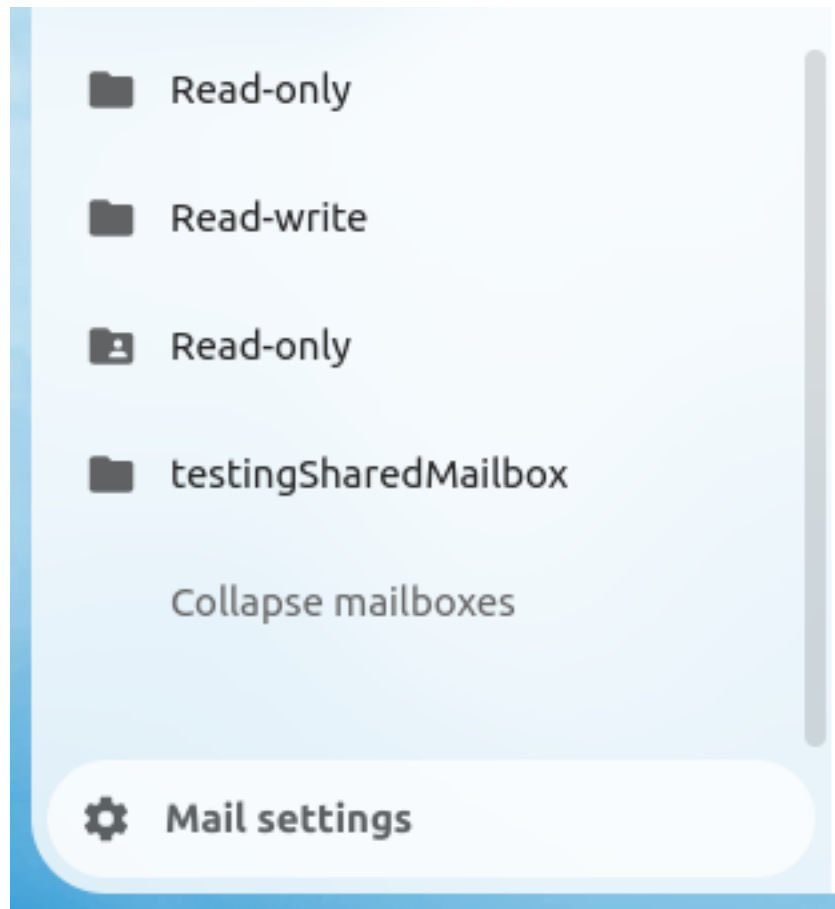 Read-only
Read-write
Read-only
testingSharedMailbox
Collapse mailboxes
Mail settings